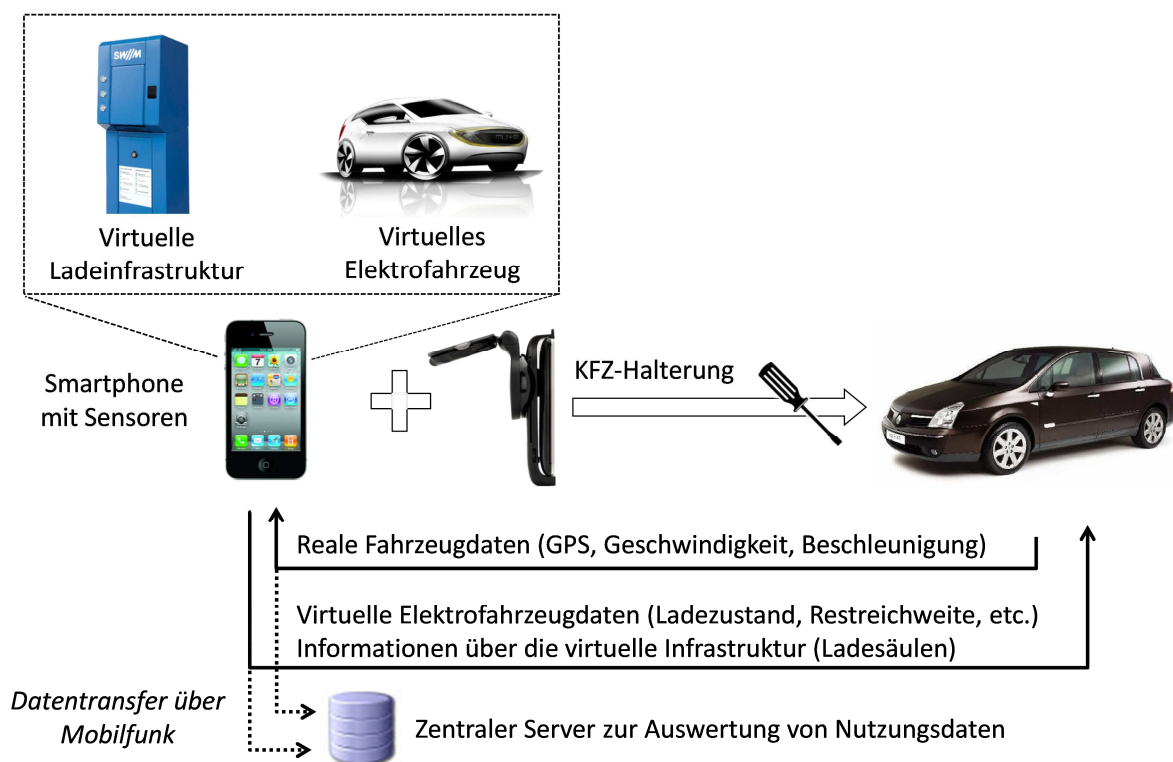 SW//M
Virtuelle
Ladeinfrastruktur
Virtuelles
Elektrofahrzeug
Smartphone
mit Sensoren
KFZ-Halterung
Reale Fahrzeugdaten (GPS, Geschwindigkeit, Beschleunigung)
Virtuelle Elektrofahrzeugdaten (Ladezustand, Restreichweite, etc.)
Informationen über die virtuelle Infrastruktur (Ladesäulen)
Datentransfer über
Mobilfunk
Zentraler Server zur Auswertung von Nutzungsdaten